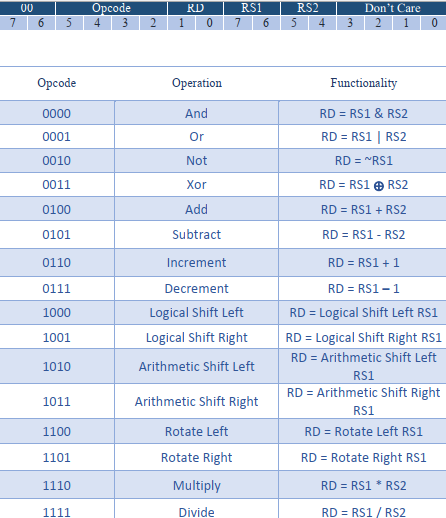 00 Opcode RD RS1 RS2 Don't Care
7 6 5 4 3 2 1 0 7 6 5 4 3 2 1 0
Opcode Operation Functionality
0000 And RD = RS1 & RS2
0001 Or RD = RS1 | RS2
0010 Not RD = ~RS1
0011 Xor RD = RS1 ⊕ RS2
0100 Add RD = RS1 + RS2
0101 Subtract RD = RS1 - RS2
0110 Increment RD = RS1 + 1
0111 Decrement RD = RS1 – 1
1000 Logical Shift Left RD = Logical Shift Left RS1
1001 Logical Shift Right RD = Logical Shift Right RS1
1010 Arithmetic Shift Left RD = Arithmetic Shift Left
RS1
1011 Arithmetic Shift Right RD = Arithmetic Shift Right
RS1
1100 Rotate Left RD = Rotate Left RS1
1101 Rotate Right RD = Rotate Right RS1
1110 Multiply RD = RS1 * RS2
1111 Divide RD = RS1 / RS2